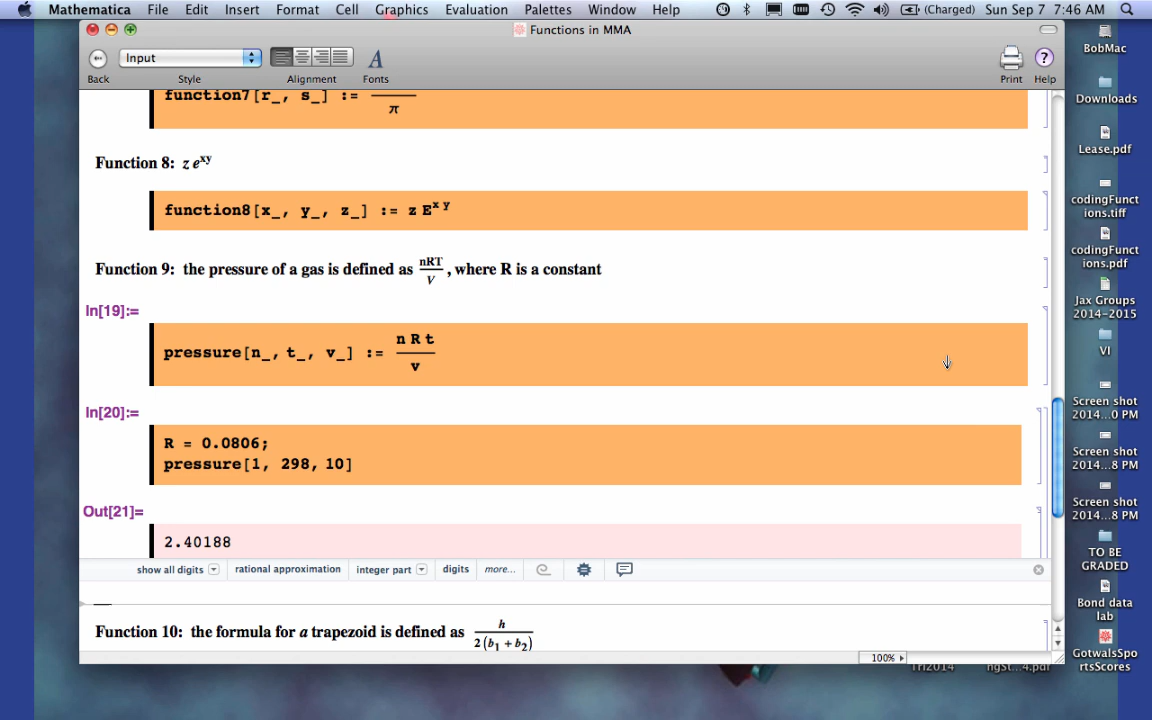 Mathematica File Edit Insert Format Cell Graphics Evaluation Palettes Window Help (Charged) Sun Sep 7 7:46 AM
Functions in MMA
Input
Back Style Alignment Fonts Print Help
function7[r_, s_] := π
Function 8: z e^xy
function8[x_, y_, z_] := z E^x y
Function 9: the pressure of a gas is defined as nRT/V, where R is a constant
In[19]:=
pressure[n_, t_, v_] := n R t/v
In[20]:=
R = 0.0806;
pressure[1, 298, 10]
Out[21]=
2.40188
show all digits rational approximation integer part digits more...
Function 10: the formula for a trapezoid is defined as h/2(b1+b2)
100%
BobMac
Downloads
Lease.pdf
codingFunct
ions.tiff
codingFunct
ions.pdf
Jax Groups
2014-2015
VI
Screen shot
2014...0 PM
Screen shot
2014...8 PM
Screen shot
2014...8 PM
TO BE
GRADED
Bond data
lab
GotwalsSpo
rtsScores